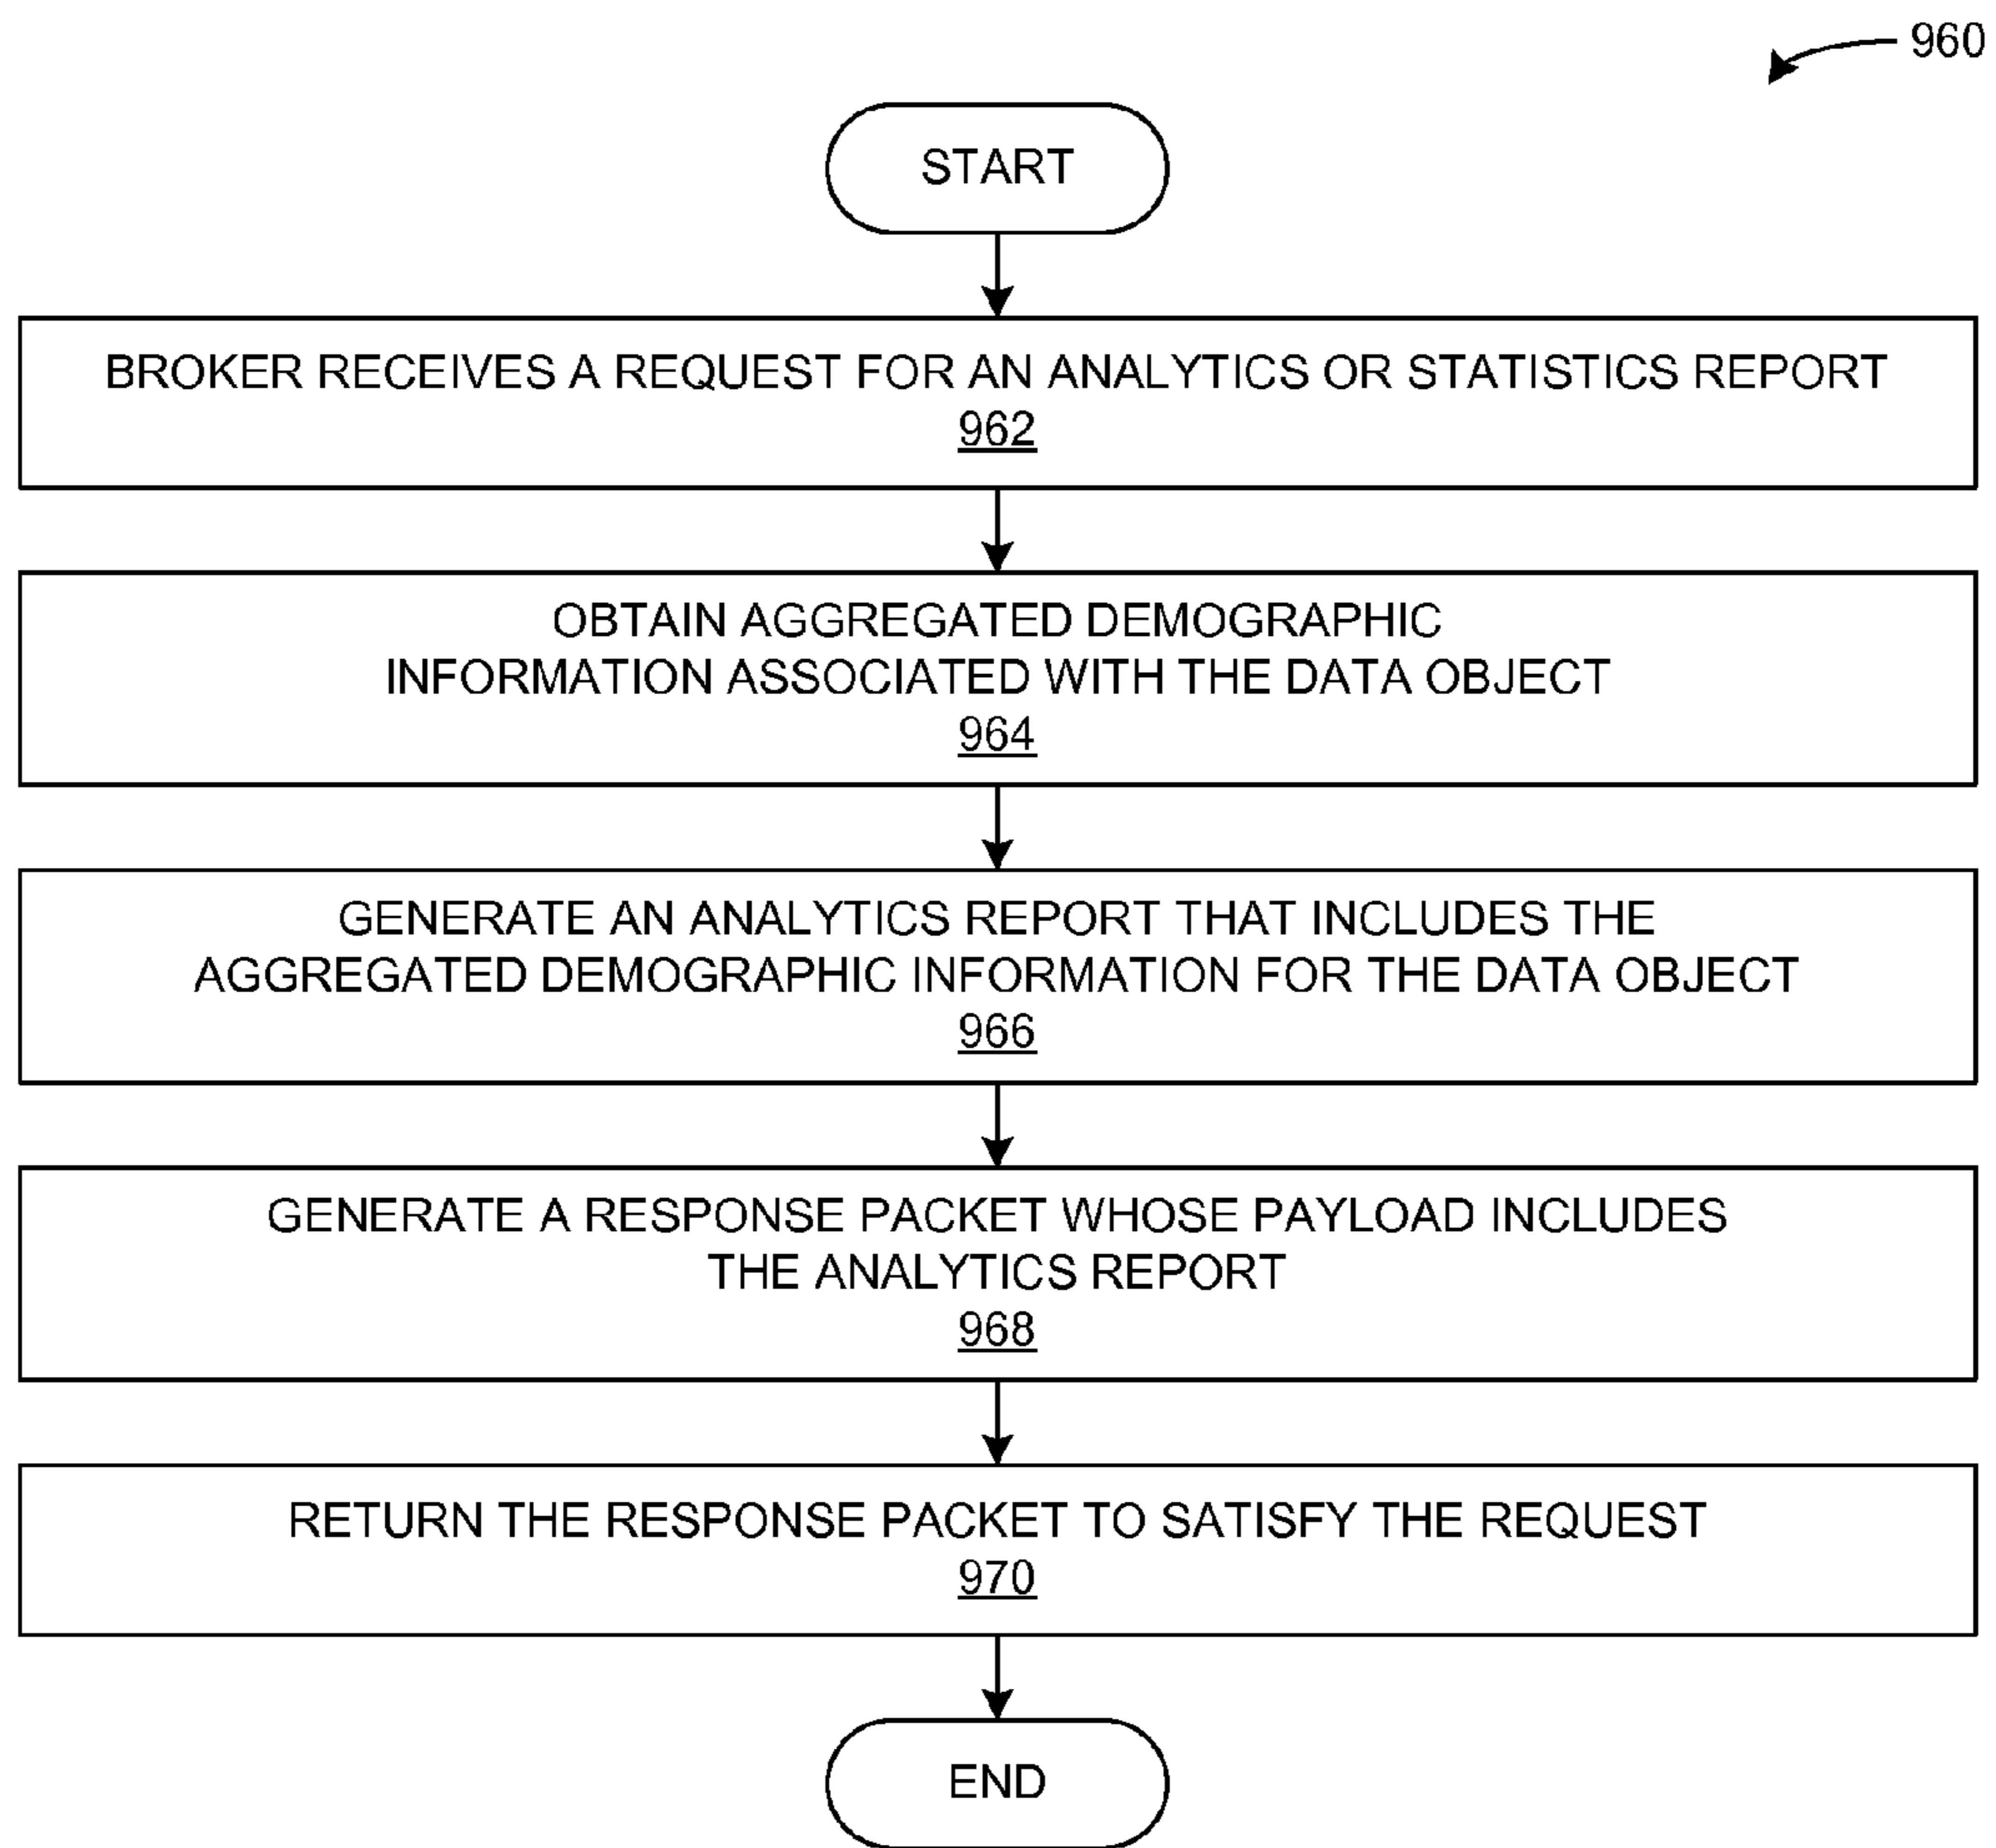 960
START
BROKER RECEIVES A REQUEST FOR AN ANALYTICS OR STATISTICS REPORT
962
OBTAIN AGGREGATED DEMOGRAPHIC
INFORMATION ASSOCIATED WITH THE DATA OBJECT
964
GENERATE AN ANALYTICS REPORT THAT INCLUDES THE
AGGREGATED DEMOGRAPHIC INFORMATION FOR THE DATA OBJECT
966
GENERATE A RESPONSE PACKET WHOSE PAYLOAD INCLUDES
THE ANALYTICS REPORT
968
RETURN THE RESPONSE PACKET TO SATISFY THE REQUEST
970
END